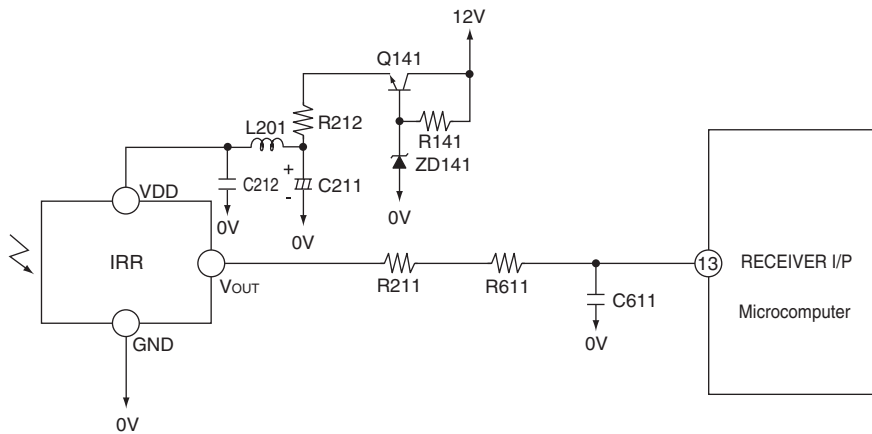 12V
Q141
R212
L201
R141
ZD141
+
C212
C211
-
VDD
0V
0V
0V
IRR
VOUT
R211
R611
13
RECEIVER I/P
C611
Microcomputer
GND
0V
0V